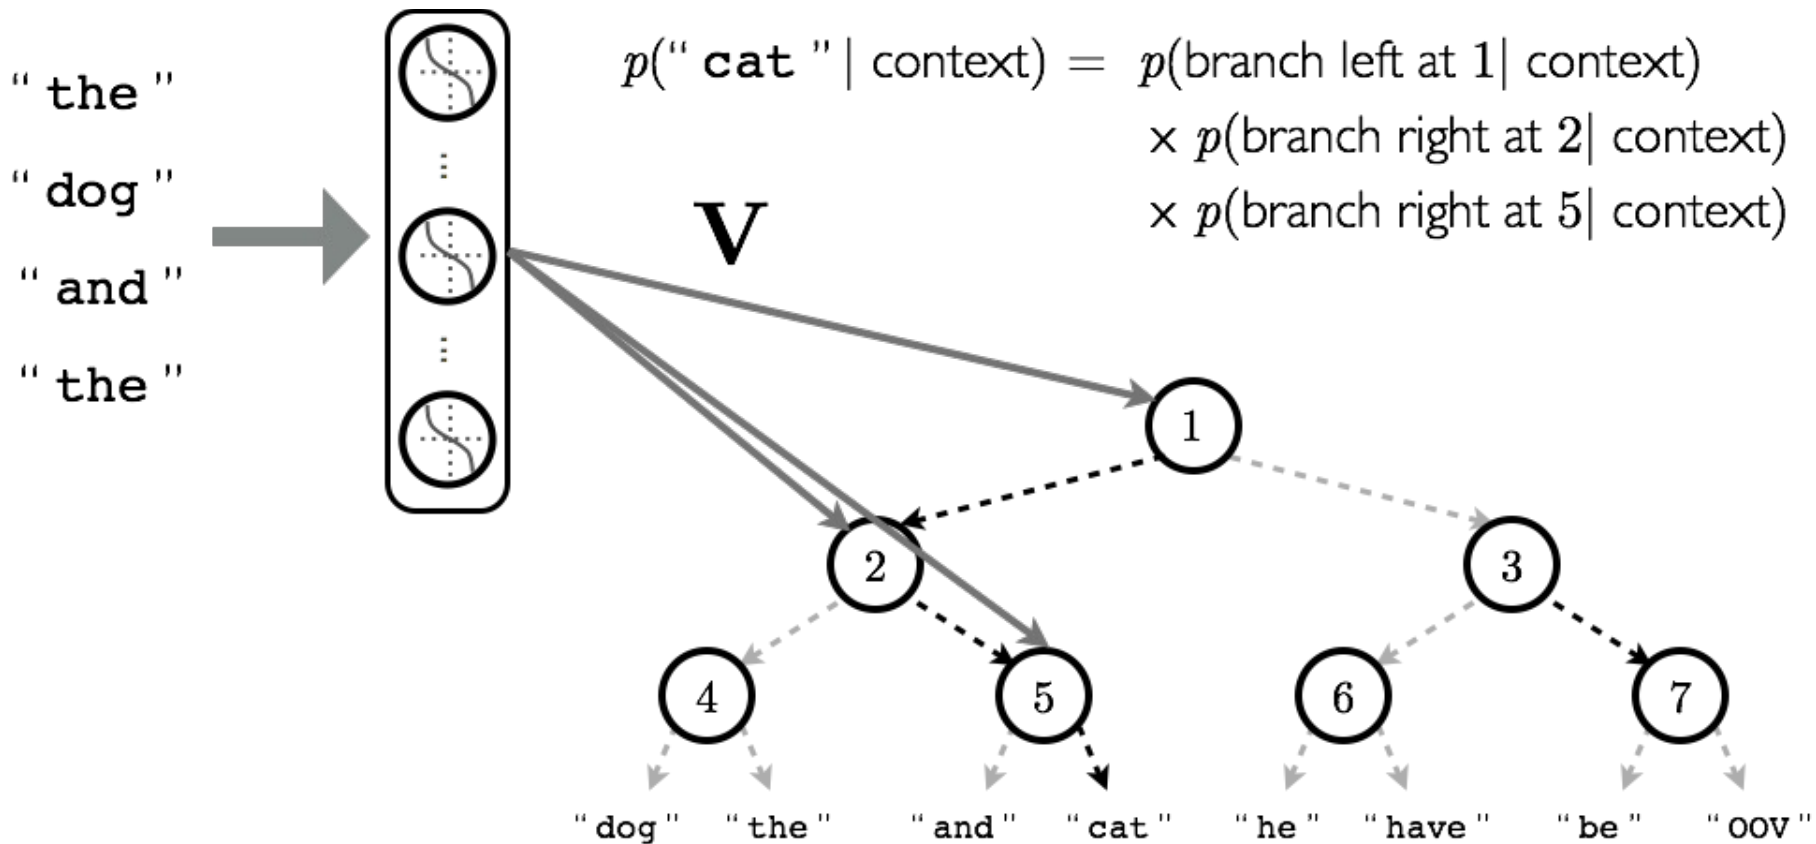 “ the ”
“ dog ”
“ and ”
“ the ”
p(“ cat ”| context) = p(branch left at 1| context)
× p(branch right at 2| context)
× p(branch right at 5| context)
V
1
2
3
4
5
6
7
“dog” “the” “and” “cat” “he” “have” “be” “OOV”